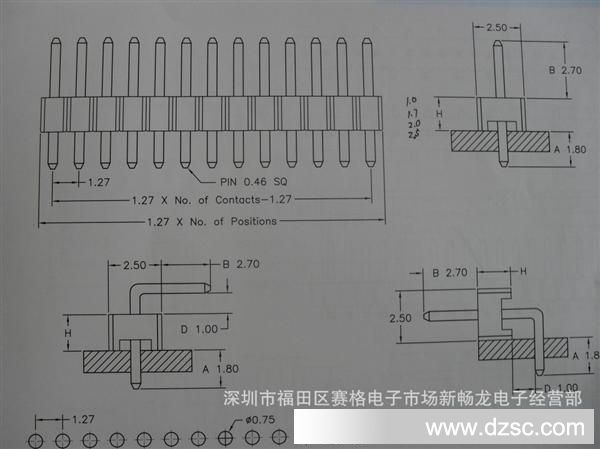 2.50
B 2.70
1.0
1.7
2.0
2.5
H
A 1.80
PIN 0.46 SQ
1.27
1.27 X No. of Contacts-1.27
1.27 X No. of Positions
2.50
B 2.70
H
D 1.00
A 1.80
B 2.70
H
2.50
A 1.80
D 1.00
深圳市福田区赛格电子市场新畅龙电子经营部
1.27
ø0.75
www.dzsc.com